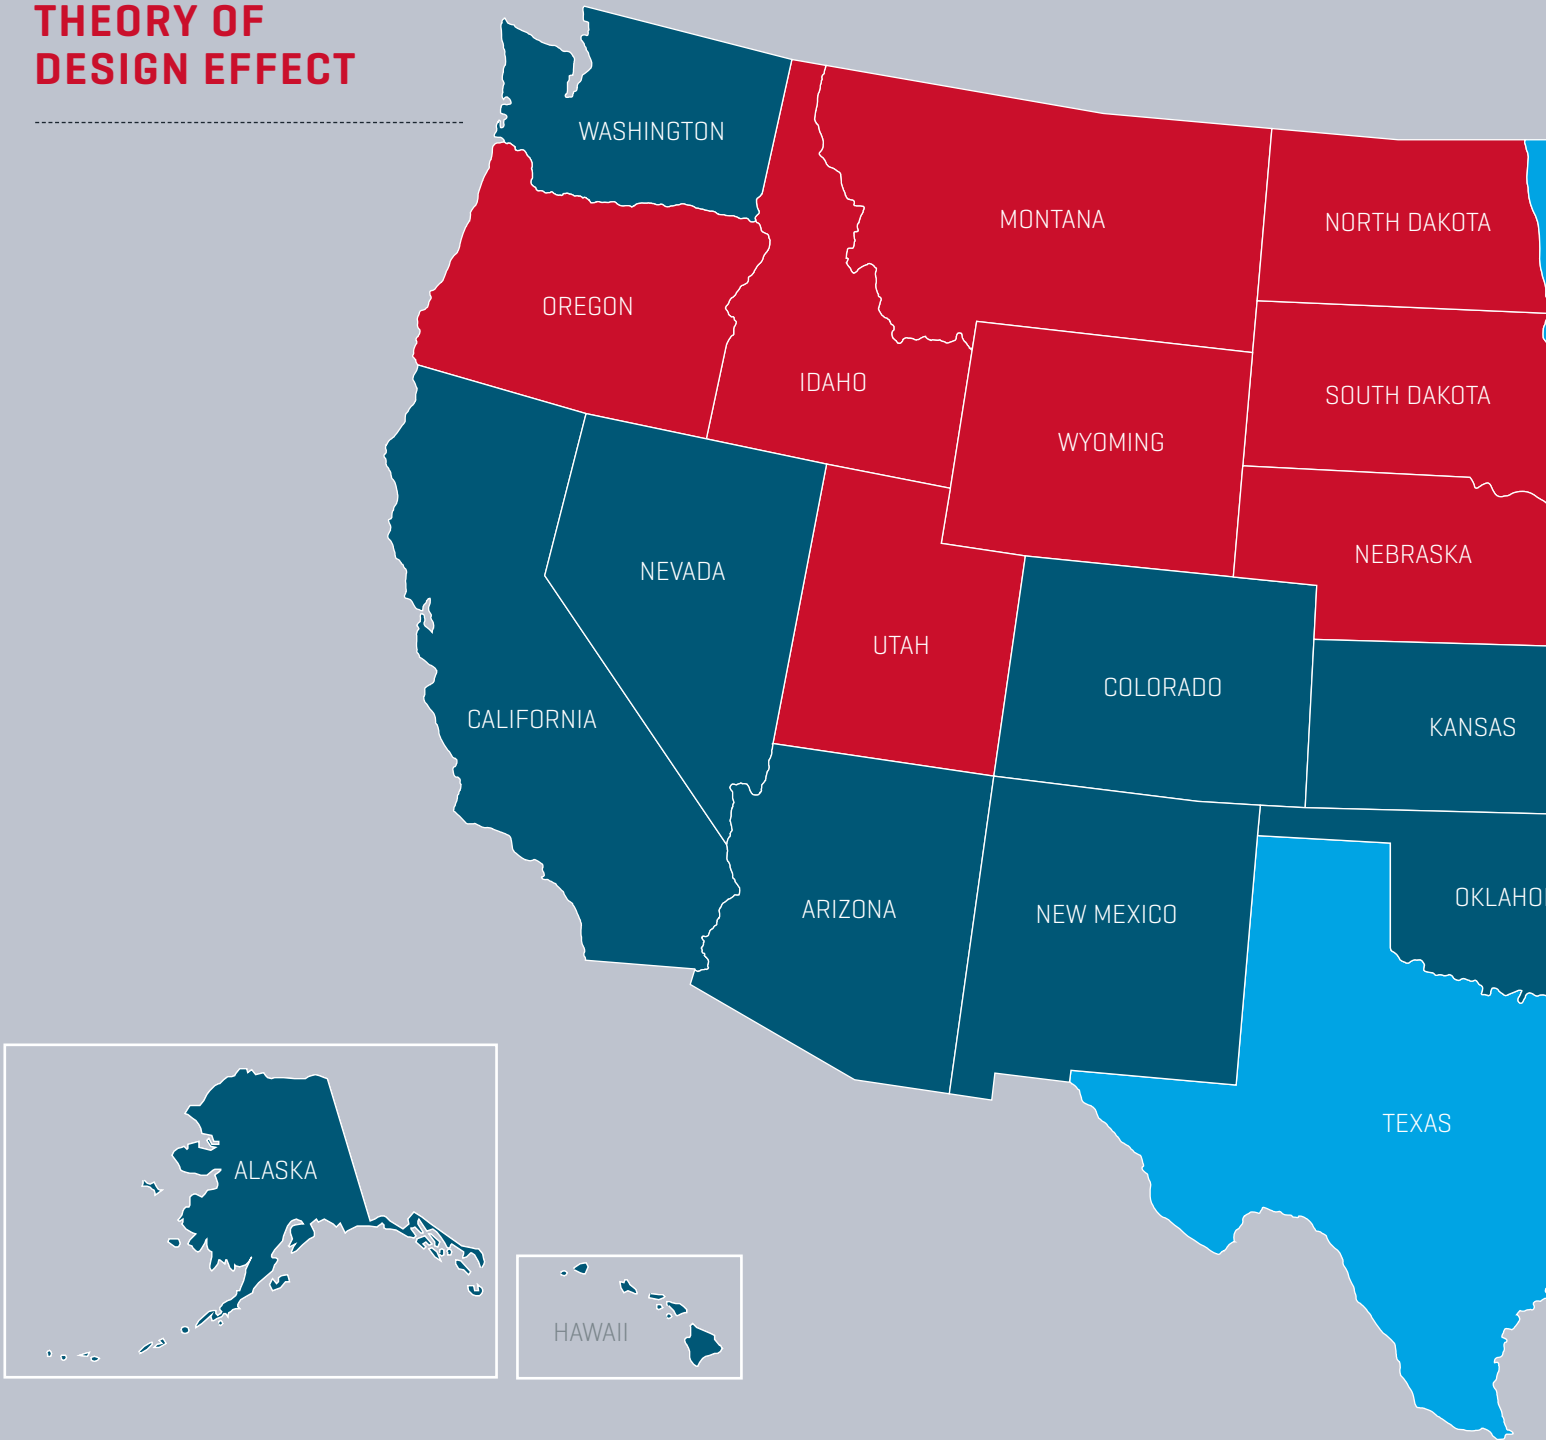 THEORY OF
DESIGN EFFECT
WASHINGTON
MONTANA
NORTH DAKOTA
OREGON
IDAHO
SOUTH DAKOTA
WYOMING
NEBRASKA
NEVADA
UTAH
COLORADO
CALIFORNIA
KANSAS
OKLAHO
ARIZONA
NEW MEXICO
TEXAS
ALASKA
HAWAII